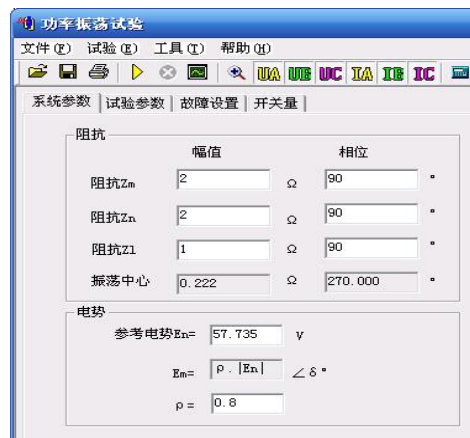 功率振荡试验
文件(F) 试验(E) 工具(T) 帮助(H)
UA UB UC IA IB IC
系统参数 试验参数 故障设置 开关量
阻抗
幅值 相位
阻抗Zm 2 Ω 90 °
阻抗Zn 2 Ω 90 °
阻抗Zl 1 Ω 90 °
振荡中心 0.222 Ω 270.000 °
电势
参考电势En= 57.735 V
Em= ρ.|En| ∠δ°
ρ= 0.8